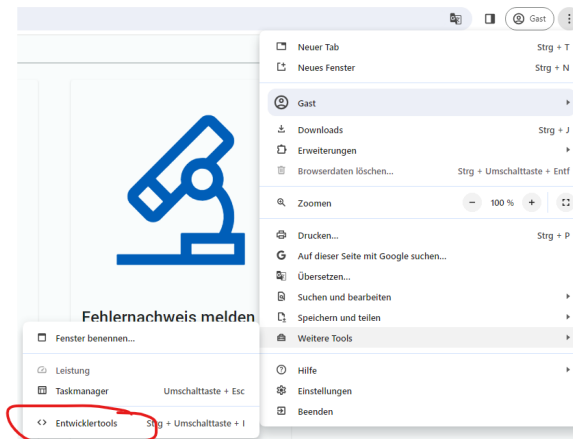 Gast
Neuer Tab Strg + T
Neues Fenster Strg + N
Gast
Downloads Strg + J
Erweiterungen
Browserdaten löschen... Strg + Umschalttaste + Entf
Zoomen − 100 % +
Drucken... Strg + P
Auf dieser Seite mit Google suchen...
Übersetzen...
Suchen und bearbeiten
Speichern und teilen
Weitere Tools
Hilfe
Einstellungen
Beenden
Fehlernachweis melden
Fenster benennen...
Leistung
Taskmanager Umschalttaste + Esc
Entwicklertools Strg + Umschalttaste + I